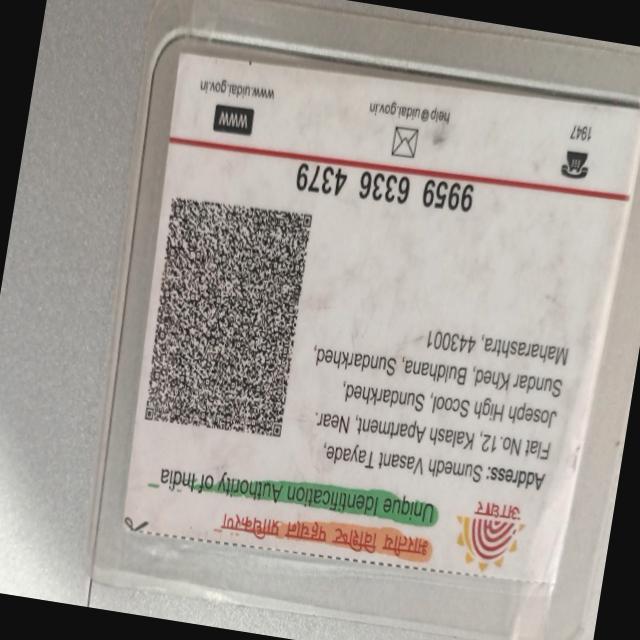 भारतीय विशिष्ट पहचान प्राधिकरण
Unique Identification Authority of India
आधार
Address: Sumedh Vasant Tayade,
Flat No.12, Kalash Apartment, Near.
Joseph High Scool, Sundarkhed,
Sundar Khed, Buldhana, Sundarkhed,
Maharashtra, 443001
9959 6336 4379
1947
help@uidai.gov.in
WWW
www.uidai.gov.in